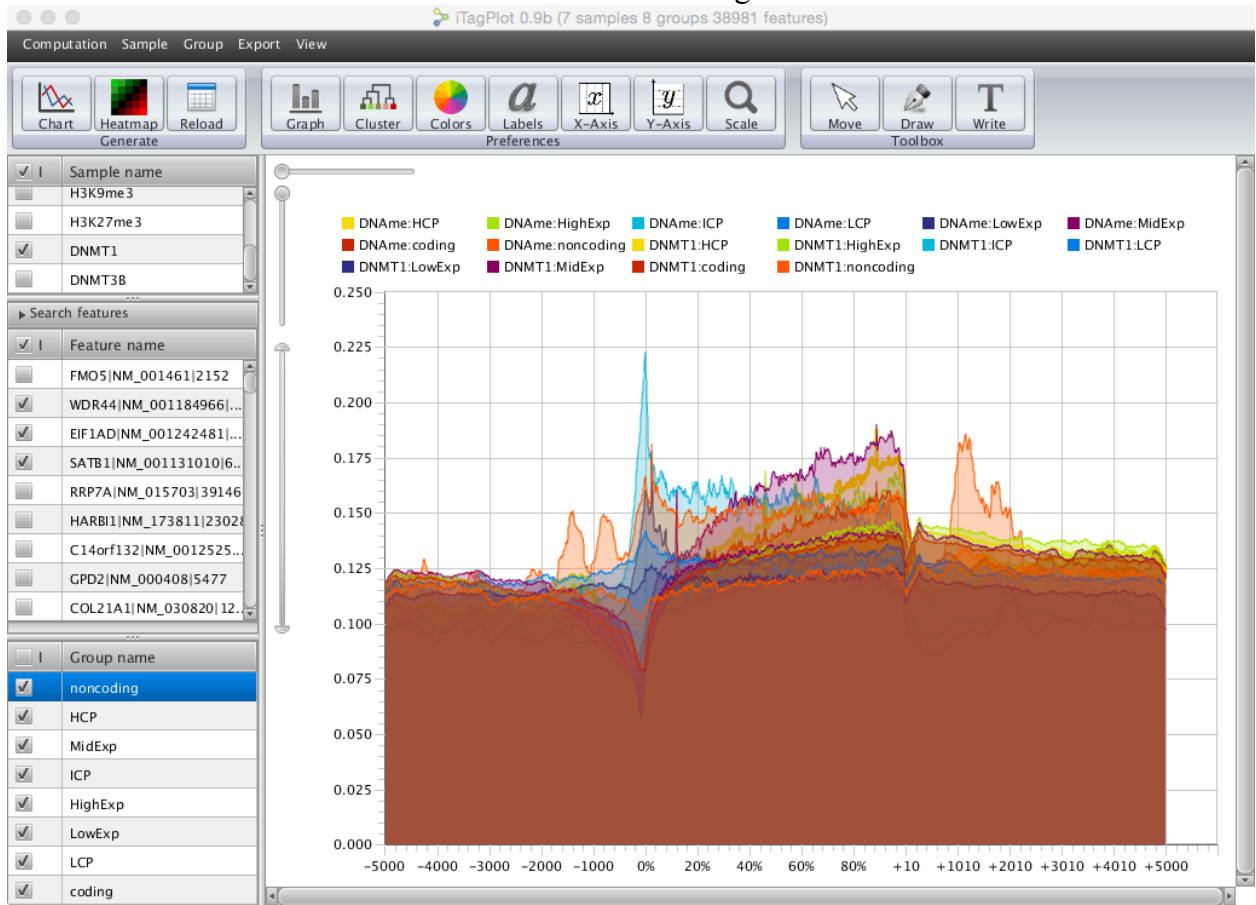 iTagPlot 0.9b (7 samples 8 groups 38981 features)
Computation Sample Group Export View
Chart Heatmap Reload
Generate
Graph Cluster Colors Labels X-Axis Y-Axis Scale
Preferences
Move Draw Write
Toolbox
I Sample name
H3K9me3
H3K27me3
DNMT1
DNMT3B
Search features
I Feature name
FMO5|NM_001461|2152
WDR44|NM_001184966|...
EIF1AD|NM_001242481|...
SATB1|NM_001131010|6..
RRP7A|NM_015703|39146
HARBI1|NM_173811|23028
C14orf132|NM_0012525...
GPD2|NM_000408|5477
COL21A1|NM_030820|12..
I Group name
noncoding
HCP
MidExp
ICP
HighExp
LowExp
LCP
coding
DNAme:HCP DNAme:HighExp DNAme:ICP DNAme:LCP DNAme:LowExp DNAme:MidExp
DNAme:coding DNAme:noncoding DNMT1:HCP DNMT1:HighExp DNMT1:ICP DNMT1:LCP
DNMT1:LowExp DNMT1:MidExp DNMT1:coding DNMT1:noncoding
0.250
0.225
0.200
0.175
0.150
0.125
0.100
0.075
0.050
0.025
0.000
-5000 -4000 -3000 -2000 -1000 0% 20% 40% 60% 80% +10 +1010 +2010 +3010 +4010 +5000